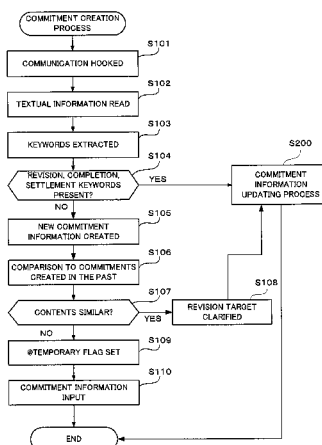 COMMITMENT CREATION
PROCESS
S101
COMMUNICATION HOOKED
S102
TEXTUAL INFORMATION READ
S103
KEYWORDS EXTRACTED
S104
REVISION, COMPLETION,
SETTLEMENT KEYWORDS
PRESENT?
YES
NO
S200
COMMITMENT
INFORMATION
UPDATING PROCESS
S105
NEW COMMITMENT
INFORMATION CREATED
S106
COMPARISON TO COMMITMENTS
CREATED IN THE PAST
S107
CONTENTS SIMILAR?
YES
NO
S108
REVISION TARGET
CLARIFIED
S109
@TEMPORARY FLAG SET
S110
COMMITMENT INFORMATION
INPUT
END